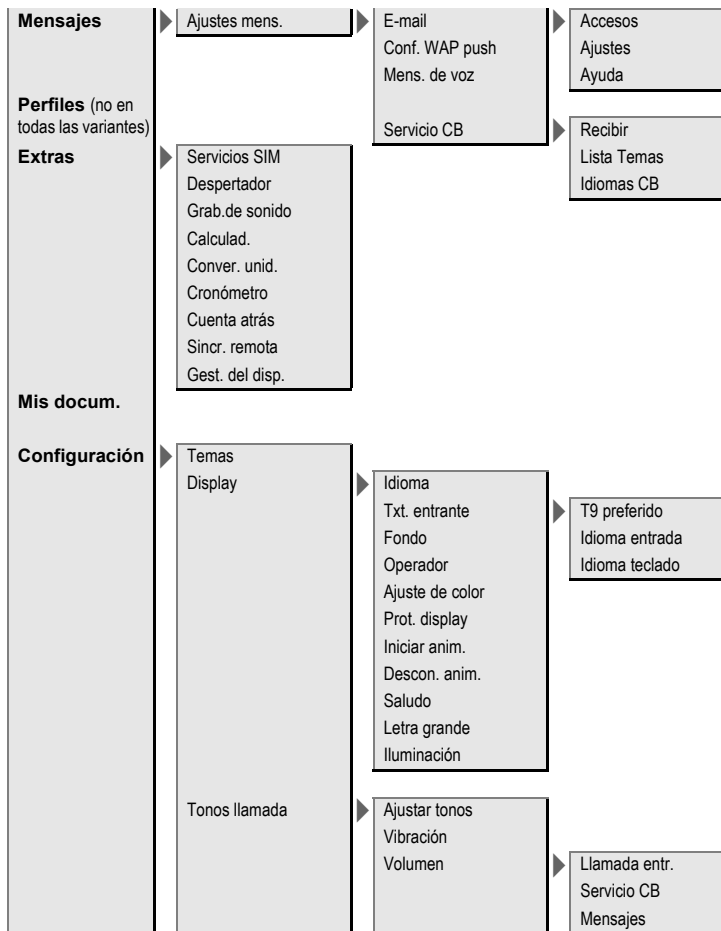 Mensajes
Ajustes mens.
E-mail
Accesos
Conf. WAP push
Ajustes
Mens. de voz
Ayuda
Perfiles (no en
todas las variantes)
Servicio CB
Recibir
Extras
Servicios SIM
Lista Temas
Despertador
Idiomas CB
Grab.de sonido
Calculad.
Conver. unid.
Cronómetro
Cuenta atrás
Sincr. remota
Gest. del disp.
Mis docum.
Configuración
Temas
Display
Idioma
Txt. entrante
T9 preferido
Fondo
Idioma entrada
Operador
Idioma teclado
Ajuste de color
Prot. display
Iniciar anim.
Descon. anim.
Saludo
Letra grande
Iluminación
Tonos llamada
Ajustar tonos
Vibración
Volumen
Llamada entr.
Servicio CB
Mensajes